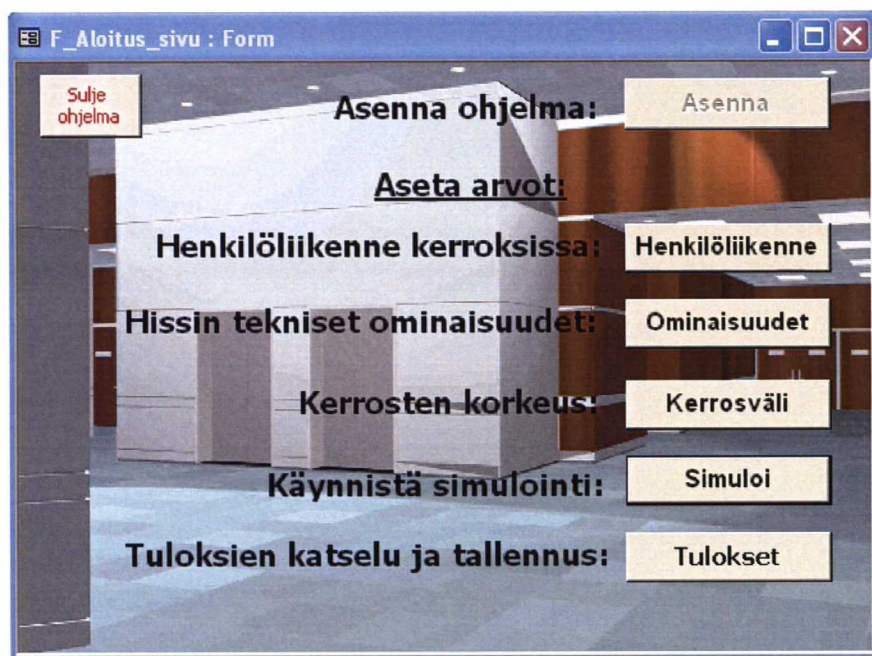 F_Aloitus_sivu : Form
Sulje
ohjelma
Asenna ohjelma:
Asenna
Aseta arvot:
Henkilöliikenne kerroksissa:
Henkilöliikenne
Hissin tekniset ominaisuudet:
Ominaisuudet
Kerrosten korkeus:
Kerrosväli
Käynnistä simulointi:
Simuloi
Tuloksien katselu ja tallennus:
Tulokset